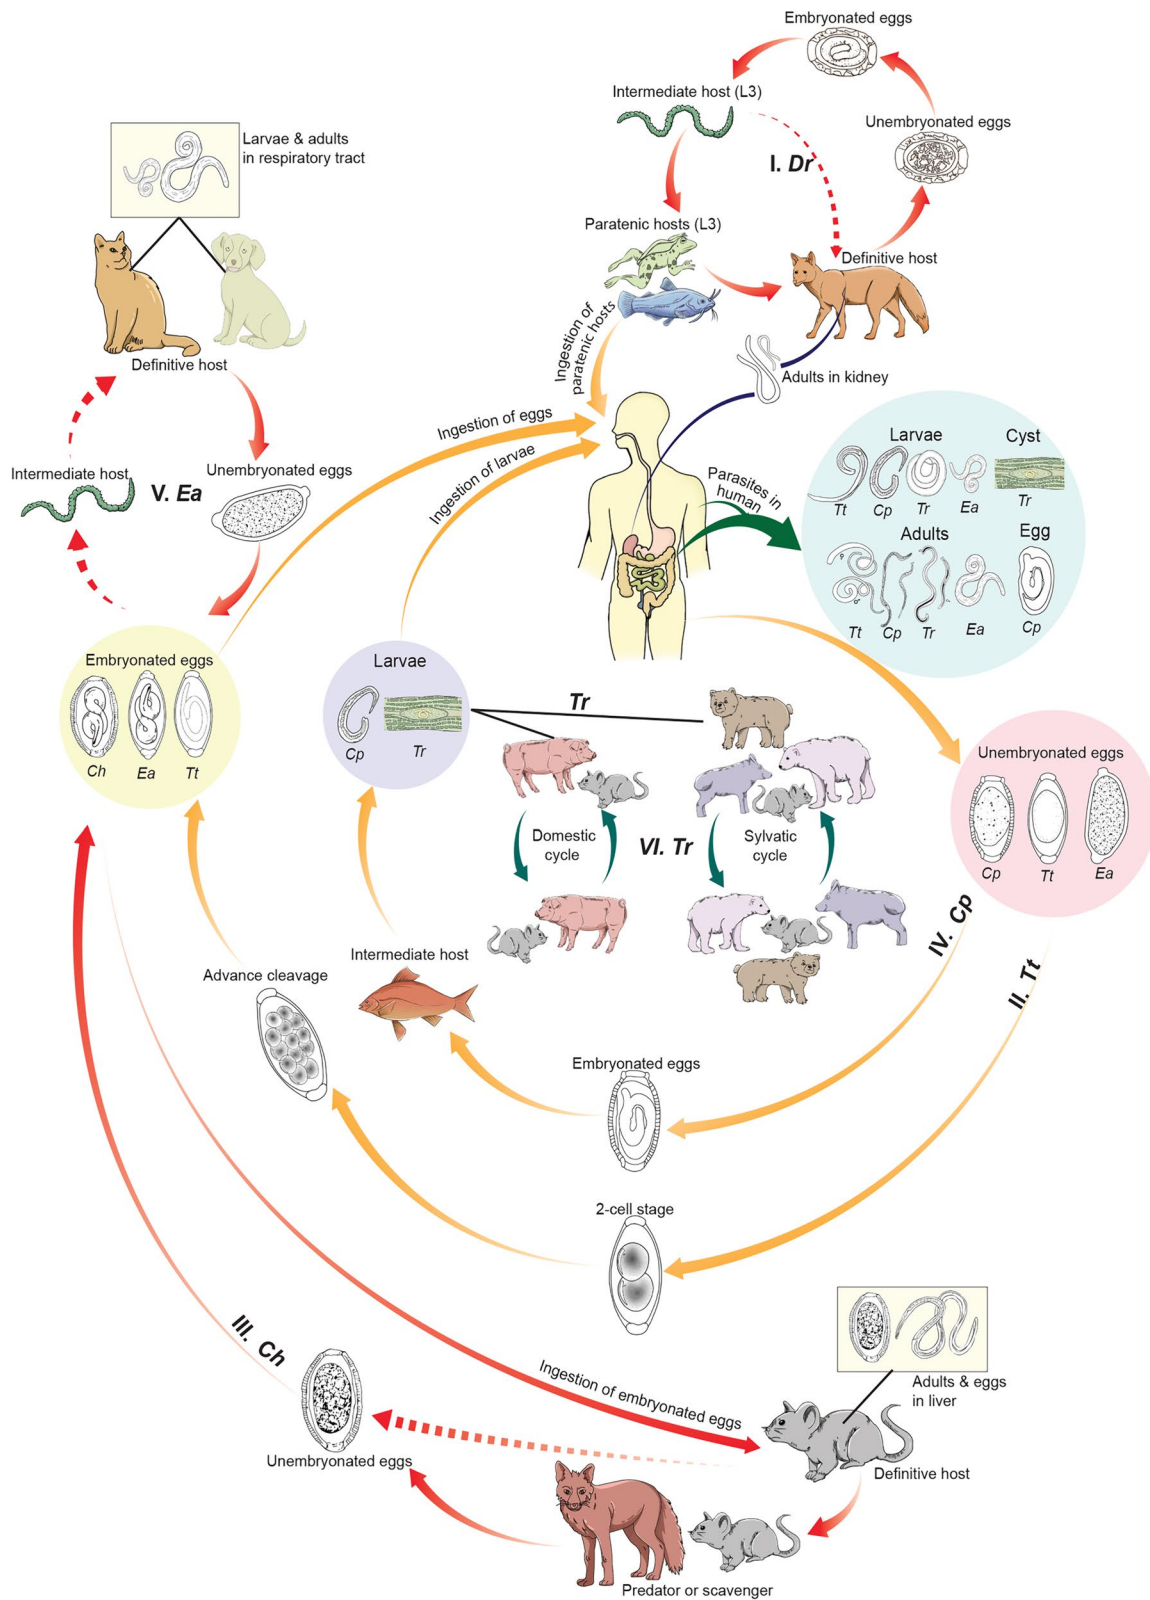 Embryonated eggs
Intermediate host (L3)
Unembryonated eggs
I. Dr
Paratenic hosts (L3)
Definitive host
Ingestion of
paratenic hosts
Adults in kidney
Larvae & adults
in respiratory tract
Definitive host
Intermediate host
V. Ea
Unembryonated eggs
Ingestion of eggs
Ingestion of larvae
Parasites in
human
Larvae
Cyst
Tt
Cp
Tr
Ea
Tr
Adults
Egg
Tt
Cp
Tr
Ea
Cp
Embryonated eggs
Ch
Ea
Tt
Larvae
Cp
Tr
Tr
Domestic
cycle
VI. Tr
Sylvatic
cycle
Unembryonated eggs
Cp
Tt
Ea
IV. Cp
II. Tt
Intermediate host
Advance cleavage
Embryonated eggs
2-cell stage
III. Ch
Ingestion of embryonated eggs
Adults & eggs
in liver
Unembryonated eggs
Definitive host
Predator or scavenger